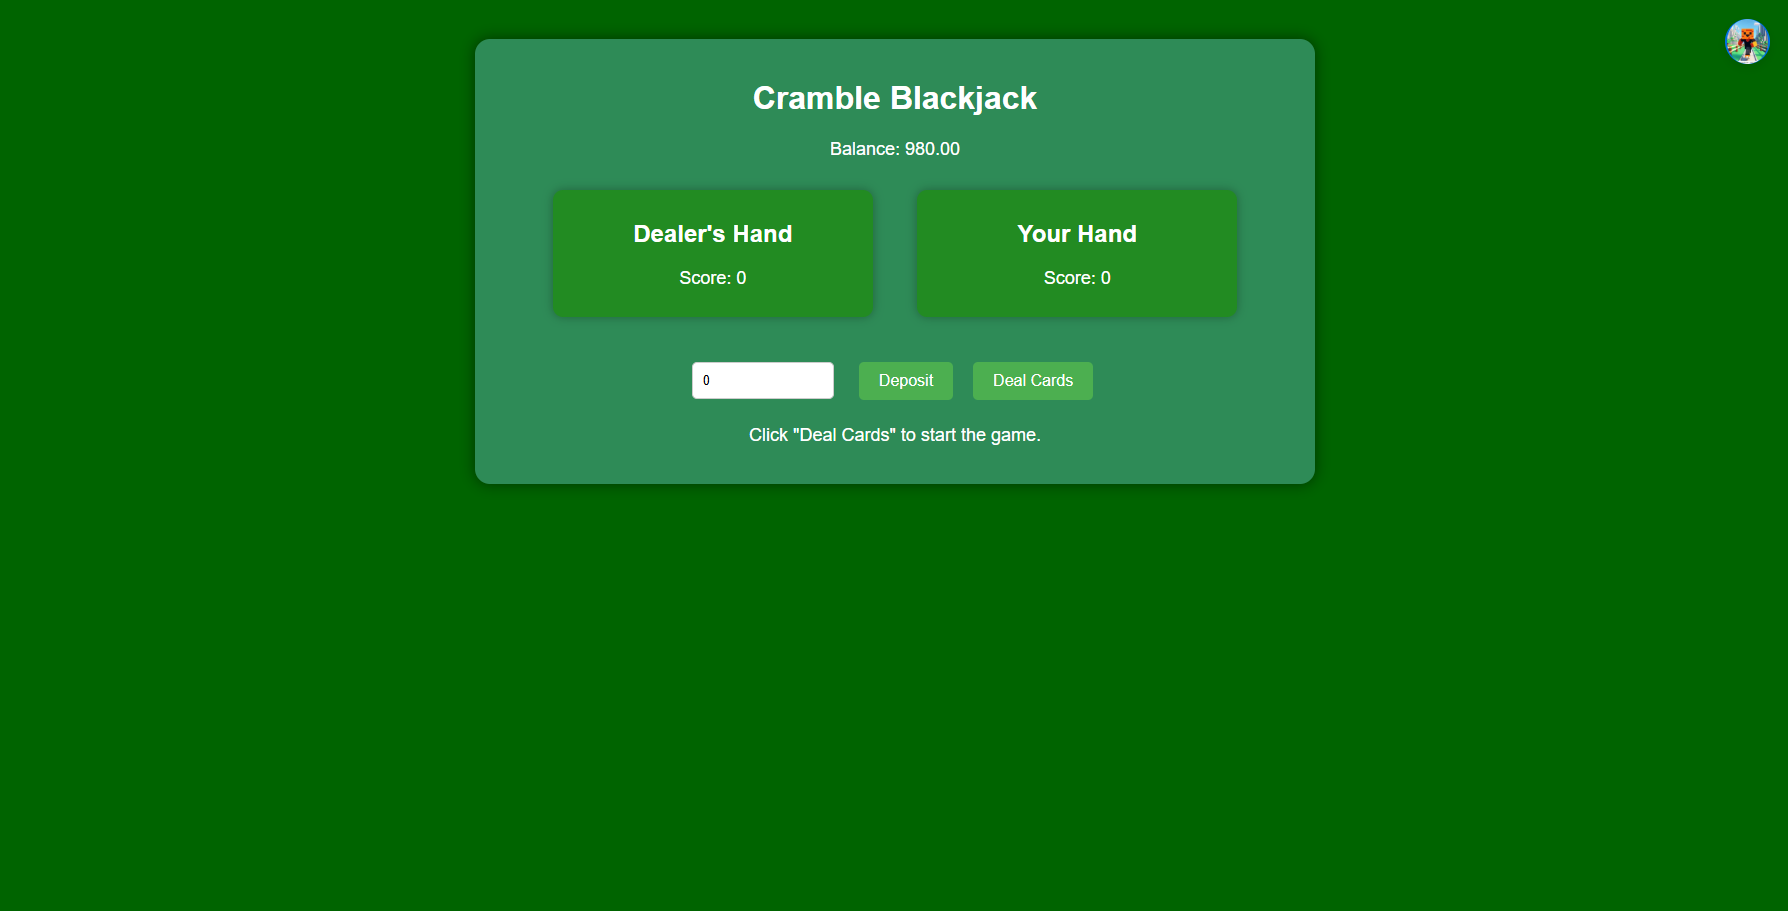 Cramble Blackjack
Balance: 980.00
Dealer's Hand
Score: 0
Your Hand
Score: 0
0
Deposit
Deal Cards
Click "Deal Cards" to start the game.